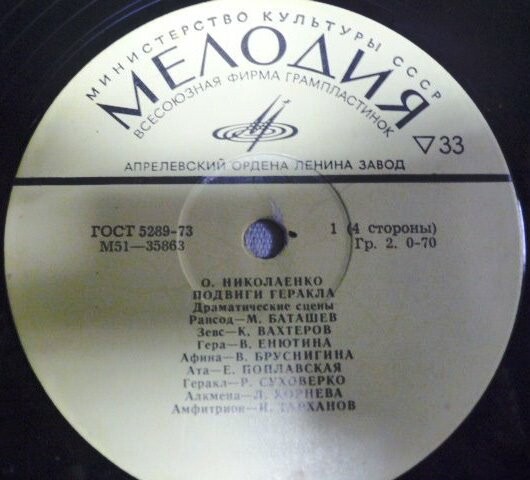 МИНИСТЕРСТВО КУЛЬТУРЫ СССР
МЕЛОДИЯ
ВСЕСОЮЗНАЯ ФИРМА ГРАМПЛАСТИНОК
▽33
АПРЕЛЕВСКИЙ ОРДЕНА ЛЕНИНА ЗАВОД
ГОСТ 5289-73
М51—35863
1 (4 стороны)
Гр. 2. 0-70
О. НИКОЛАЕНКО
ПОДВИГИ ГЕРАКЛА
Драматические сцены
Рапсод—М. БАТАШЕВ
Зевс—К. ВАХТЕРОВ
Гера—В. ЕНЮТИНА
Афина—В. БРУСНИГИНА
Ата—Е. ПОПЛАВСКАЯ
Геракл—Р. СУХОВЕРКО
Алкмена—Л. КОРНЕВА
Амфитрион—И. ТАРХАНОВ